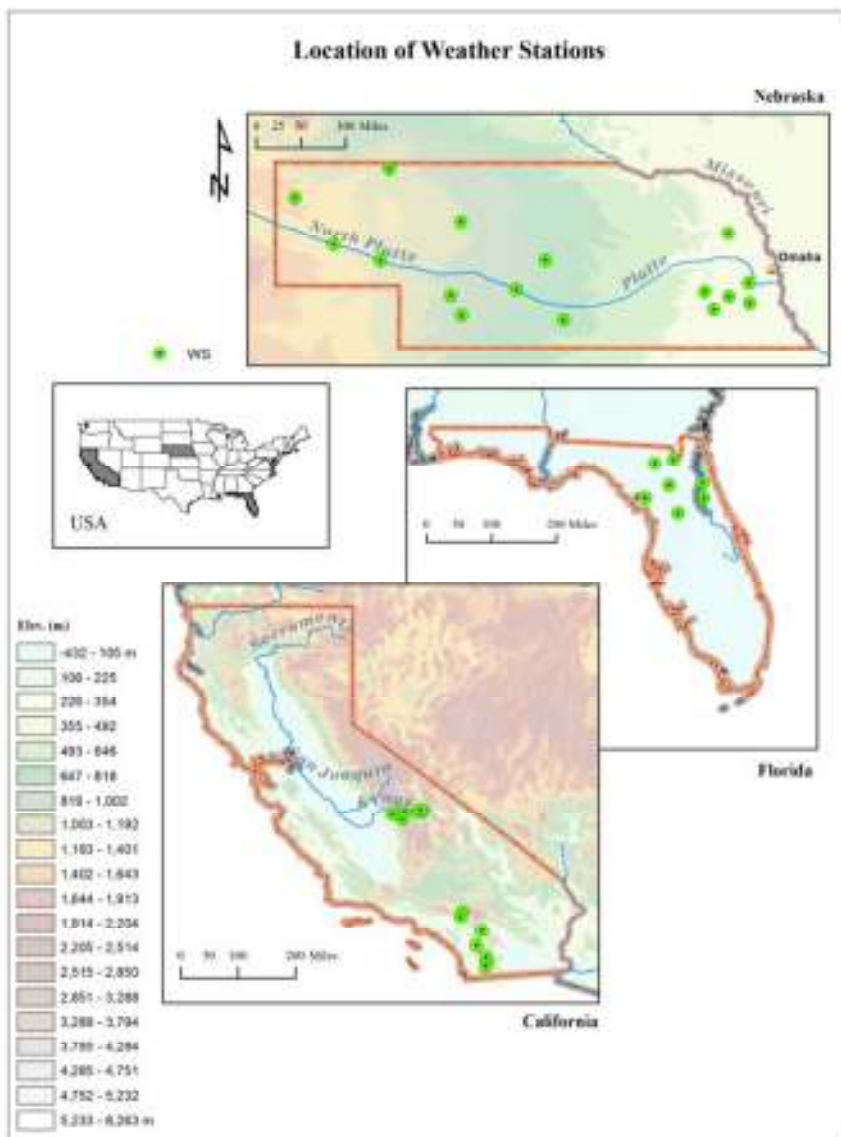 Location of Weather Stations
Nebraska
0 25 50 100 Miles
N
Missouri
North Platte
Platte
Omaha
WS
USA
0 50 100 200 Miles
Florida
Elev. (m)
-432 - 105 m
106 - 225
226 - 354
355 - 492
493 - 646
647 - 818
819 - 1,002
1,003 - 1,192
1,193 - 1,401
1,402 - 1,643
1,644 - 1,913
1,914 - 2,204
2,205 - 2,514
2,515 - 2,850
2,851 - 3,288
3,289 - 3,794
3,795 - 4,284
4,285 - 4,751
4,752 - 5,232
5,233 - 8,263 m
San Joaquin
Kings
0 50 100 200 Miles
California